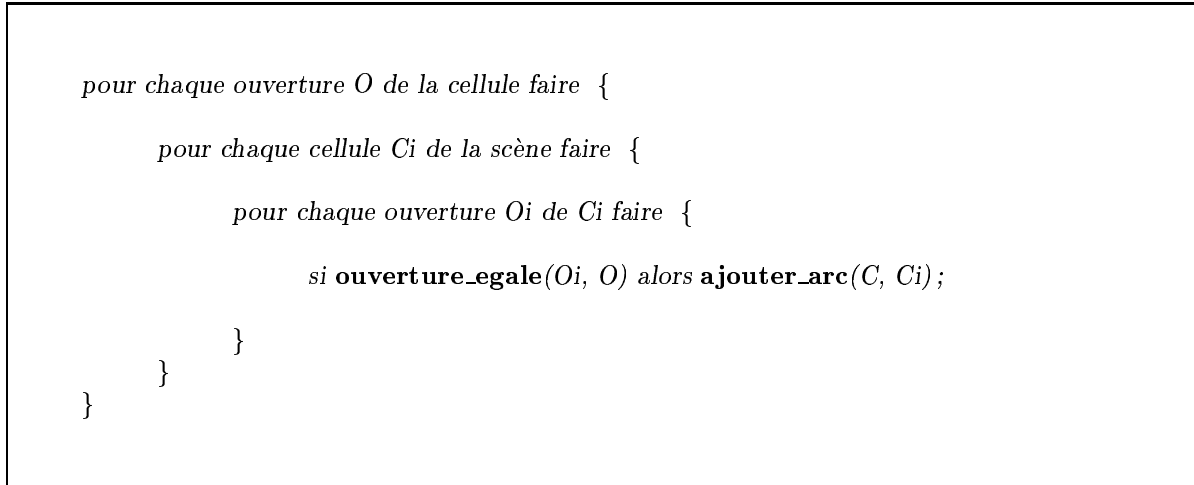 pour chaque ouverture O de la cellule faire {
pour chaque cellule Ci de la scène faire {
pour chaque ouverture Oi de Ci faire {
si ouverture_egale(Oi, O) alors ajouter_arc(C, Ci) ;
}
}
}